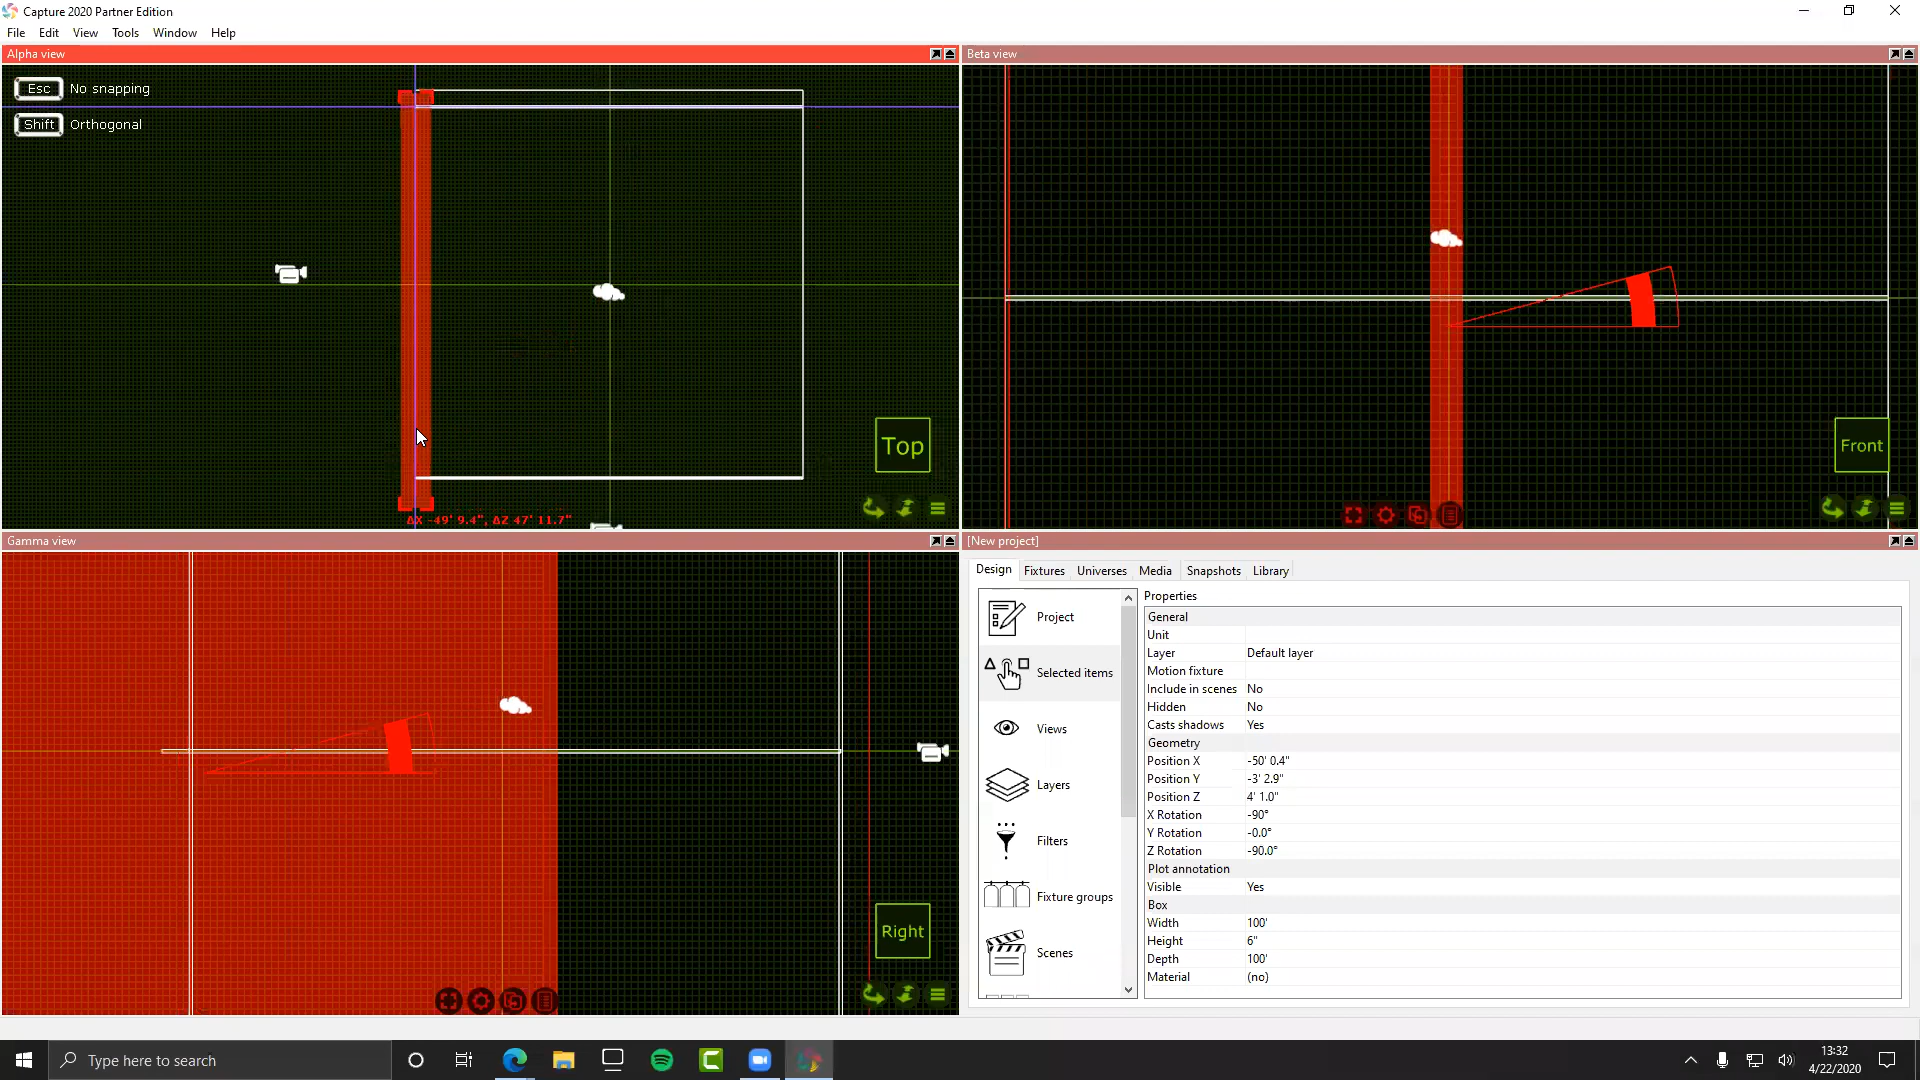 Capture 2020 Partner Edition
File Edit View Tools Window Help
Alpha view
Esc No snapping
Shift Orthogonal
Top
ΔX -49' 9.4", ΔZ 47' 11.7"
Beta view
Front
Gamma view
Right
[New project]
Design Fixtures Universes Media Snapshots Library
Project
Selected items
Views
Layers
Filters
Fixture groups
Scenes
Properties
General
Unit
Layer Default layer
Motion fixture
Include in scenes No
Hidden No
Casts shadows Yes
Geometry
Position X -50' 0.4"
Position Y -3' 2.9"
Position Z 4' 1.0"
X Rotation -90°
Y Rotation -0.0°
Z Rotation -90.0°
Plot annotation
Visible Yes
Box
Width 100'
Height 6"
Depth 100'
Material (no)
Type here to search
13:32
4/22/2020